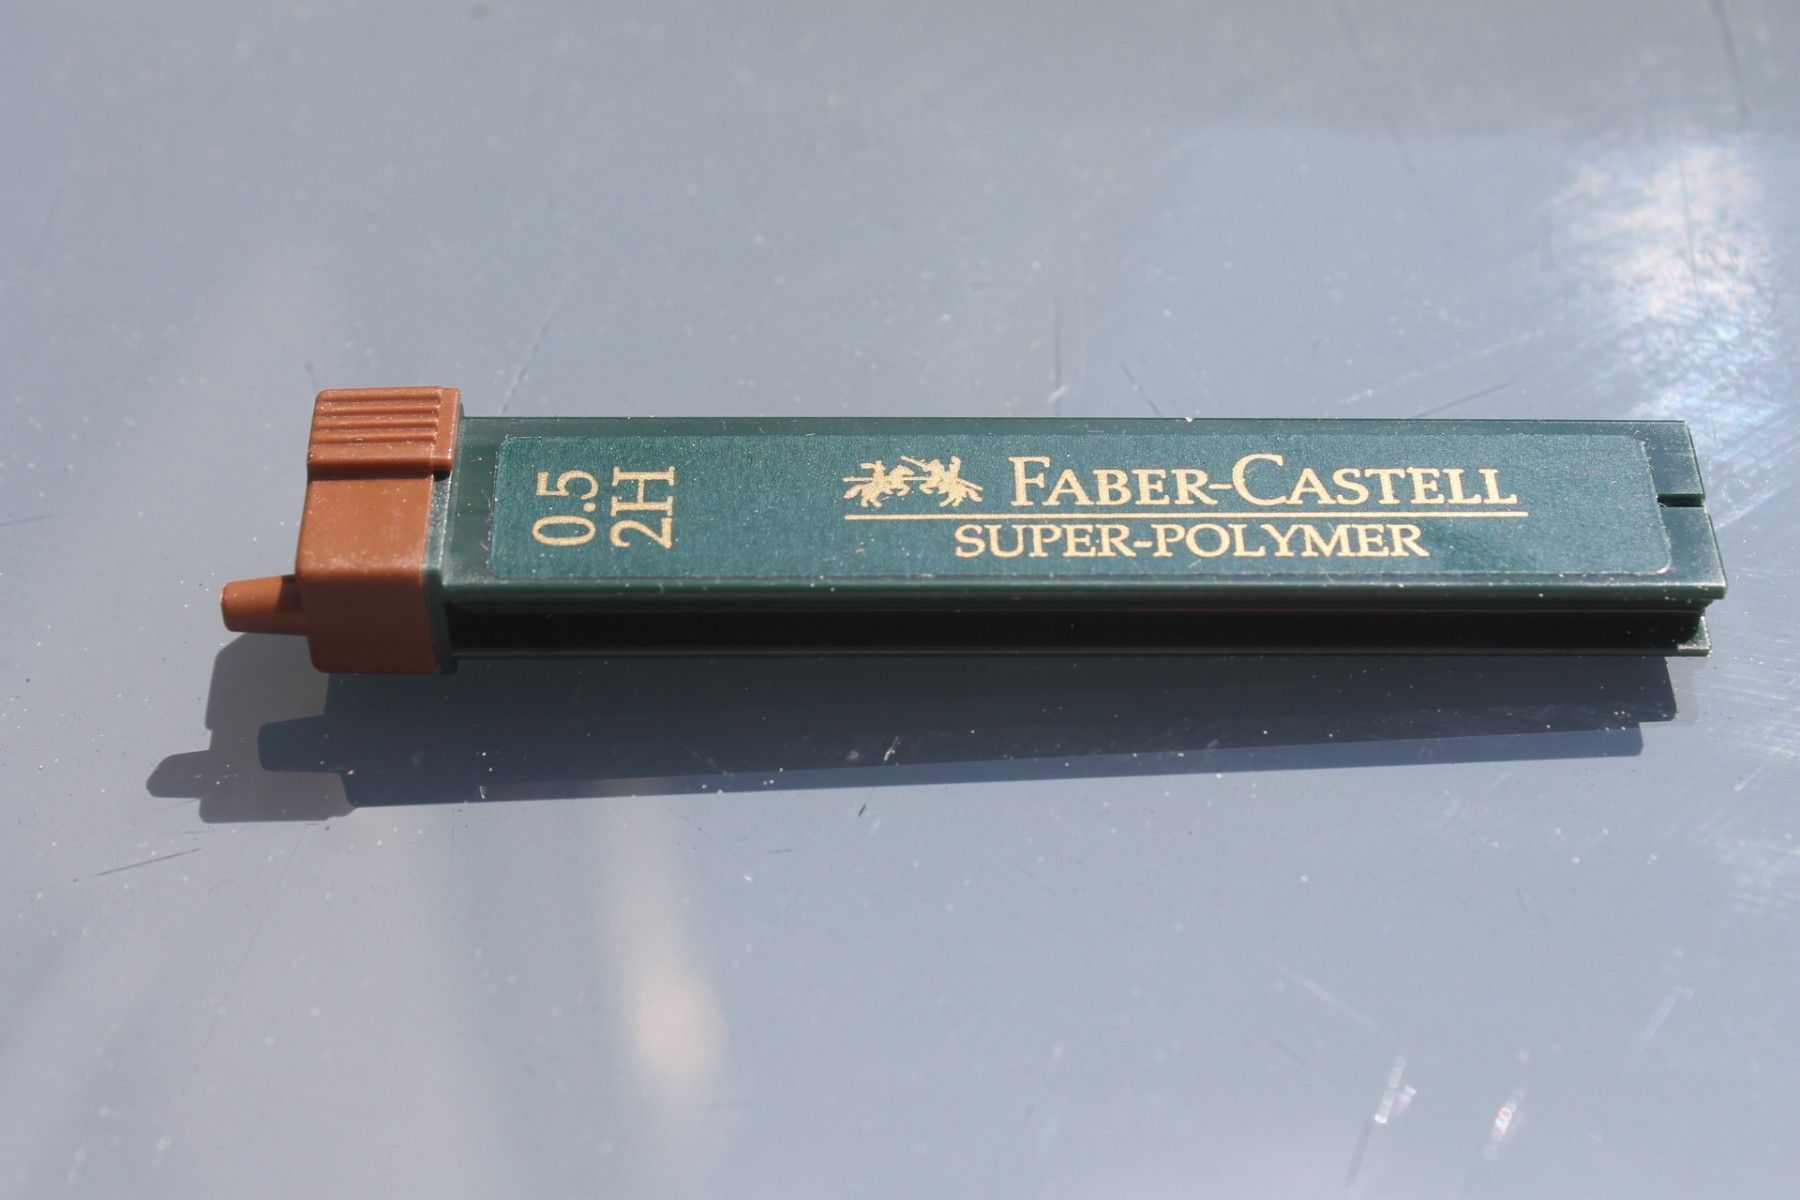 0.5
2H
FABER-CASTELL
SUPER-POLYMER